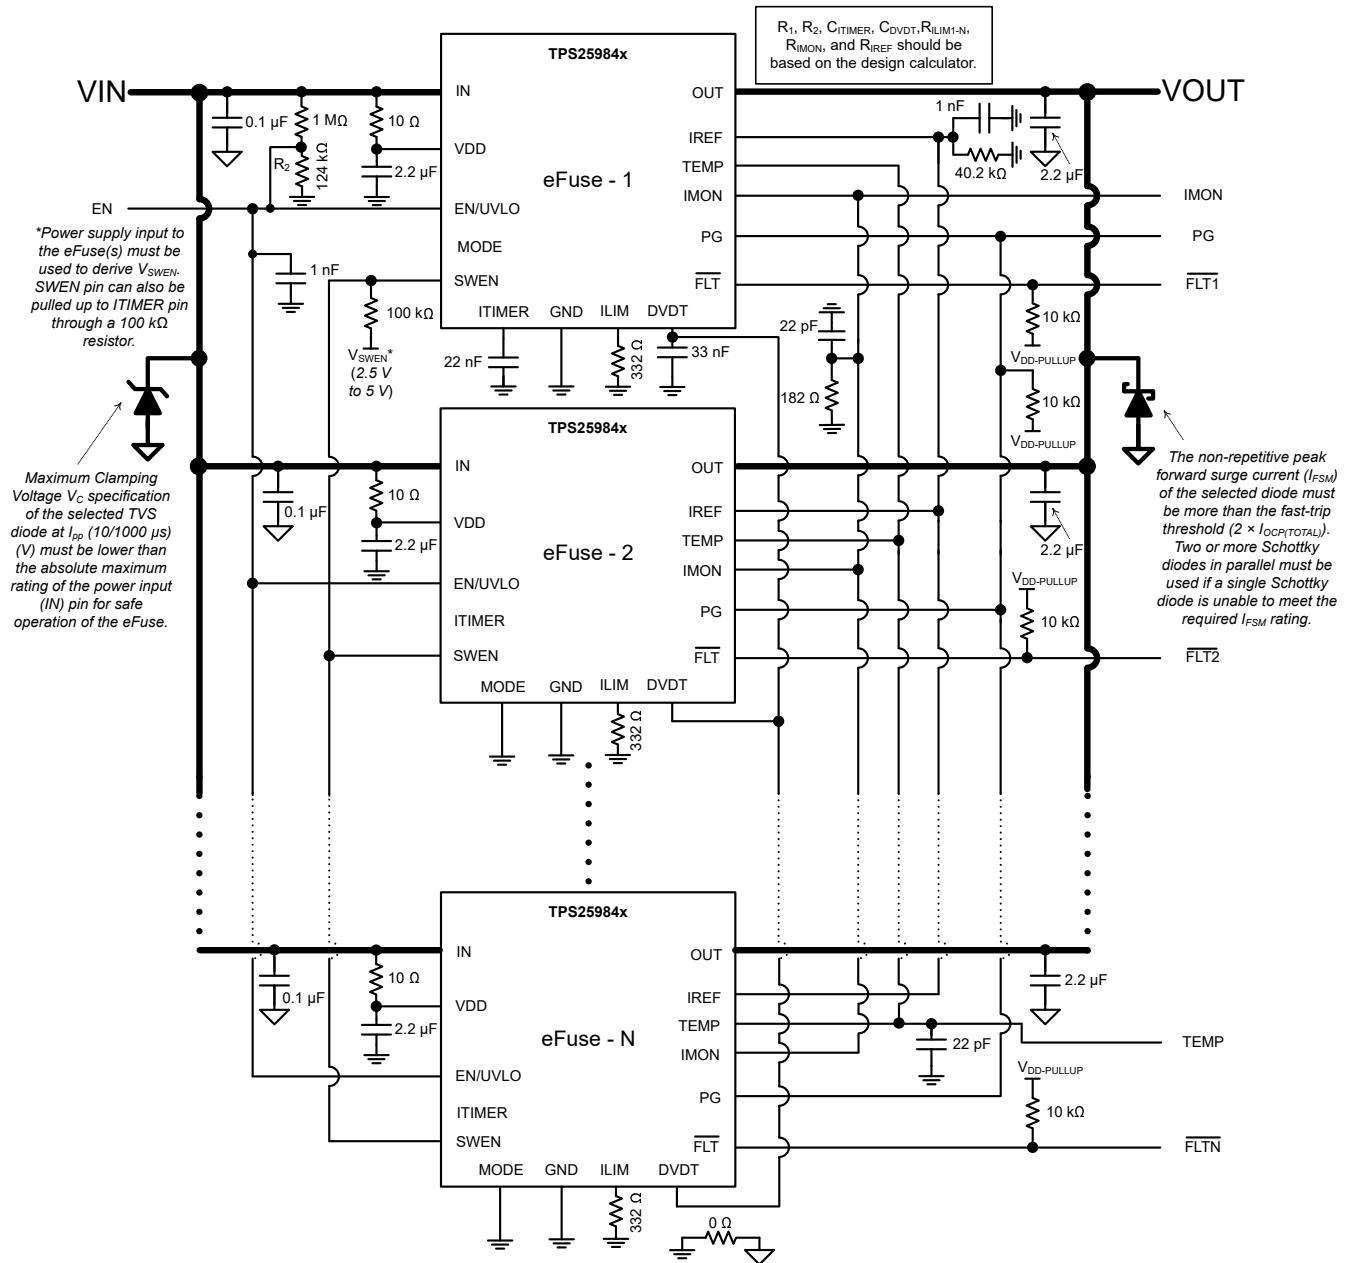 R1, R2, CITIMER, CDVDT,RILIM1-N,
RIMON, and RIREF should be
based on the design calculator.
TPS25984x
VIN
IN
OUT
VOUT
0.1 µF
1 MΩ
10 Ω
1 nF
IREF
VDD
R2
124 kΩ
2.2 µF
TEMP
40.2 kΩ
2.2 µF
eFuse - 1
IMON
IMON
EN
EN/UVLO
PG
PG
*Power supply input to
the eFuse(s) must be
used to derive VSWEN.
SWEN pin can also be
pulled up to ITIMER pin
through a 100 kΩ
resistor.
MODE
1 nF
SWEN
FLT
FLT1
100 kΩ
ITIMER
GND
ILIM
DVDT
22 pF
10 kΩ
VSWEN*
(2.5 V
to 5 V)
22 nF
332 Ω
33 nF
VDD-PULLUP
182 Ω
10 kΩ
VDD-PULLUP
TPS25984x
Maximum Clamping
Voltage VC specification
of the selected TVS
diode at Ipp (10/1000 µs)
(V) must be lower than
the absolute maximum
rating of the power input
(IN) pin for safe
operation of the eFuse.
The non-repetitive peak
forward surge current (IFSM)
of the selected diode must
be more than the fast-trip
threshold (2 × IOCP(TOTAL)).
Two or more Schottky
diodes in parallel must be
used if a single Schottky
diode is unable to meet the
required IFSM rating.
IN
OUT
0.1 µF
10 Ω
IREF
VDD
2.2 µF
TEMP
2.2 µF
eFuse - 2
IMON
EN/UVLO
VDD-PULLUP
PG
ITIMER
10 kΩ
SWEN
FLT
FLT2
MODE
GND
ILIM
DVDT
332 Ω
TPS25984x
IN
OUT
0.1 µF
10 Ω
2.2 µF
IREF
VDD
2.2 µF
TEMP
eFuse - N
22 pF
TEMP
IMON
EN/UVLO
VDD-PULLUP
PG
ITIMER
10 kΩ
SWEN
FLT
FLTN
MODE
GND
ILIM
DVDT
332 Ω
0 Ω